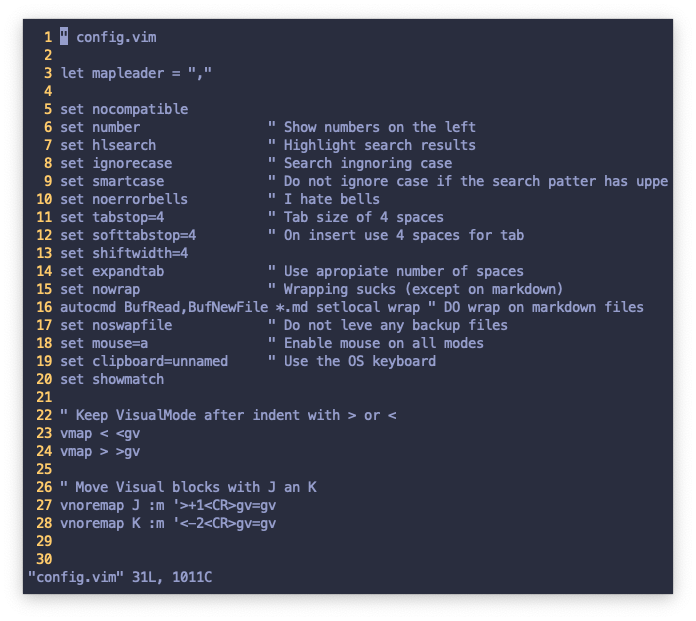 1 " config.vim
2
3 let mapleader = ","
4
5 set nocompatible
6 set number                " Show numbers on the left
7 set hlsearch              " Highlight search results
8 set ignorecase            " Search ingnoring case
9 set smartcase             " Do not ignore case if the search patter has uppe
10 set noerrorbells          " I hate bells
11 set tabstop=4             " Tab size of 4 spaces
12 set softtabstop=4         " On insert use 4 spaces for tab
13 set shiftwidth=4
14 set expandtab             " Use apropiate number of spaces
15 set nowrap                " Wrapping sucks (except on markdown)
16 autocmd BufRead,BufNewFile *.md setlocal wrap " DO wrap on markdown files
17 set noswapfile            " Do not leve any backup files
18 set mouse=a               " Enable mouse on all modes
19 set clipboard=unnamed     " Use the OS keyboard
20 set showmatch
21
22 " Keep VisualMode after indent with > or <
23 vmap < <gv
24 vmap > >gv
25
26 " Move Visual blocks with J an K
27 vnoremap J :m '>+1<CR>gv=gv
28 vnoremap K :m '<-2<CR>gv=gv
29
30
"config.vim" 31L, 1011C